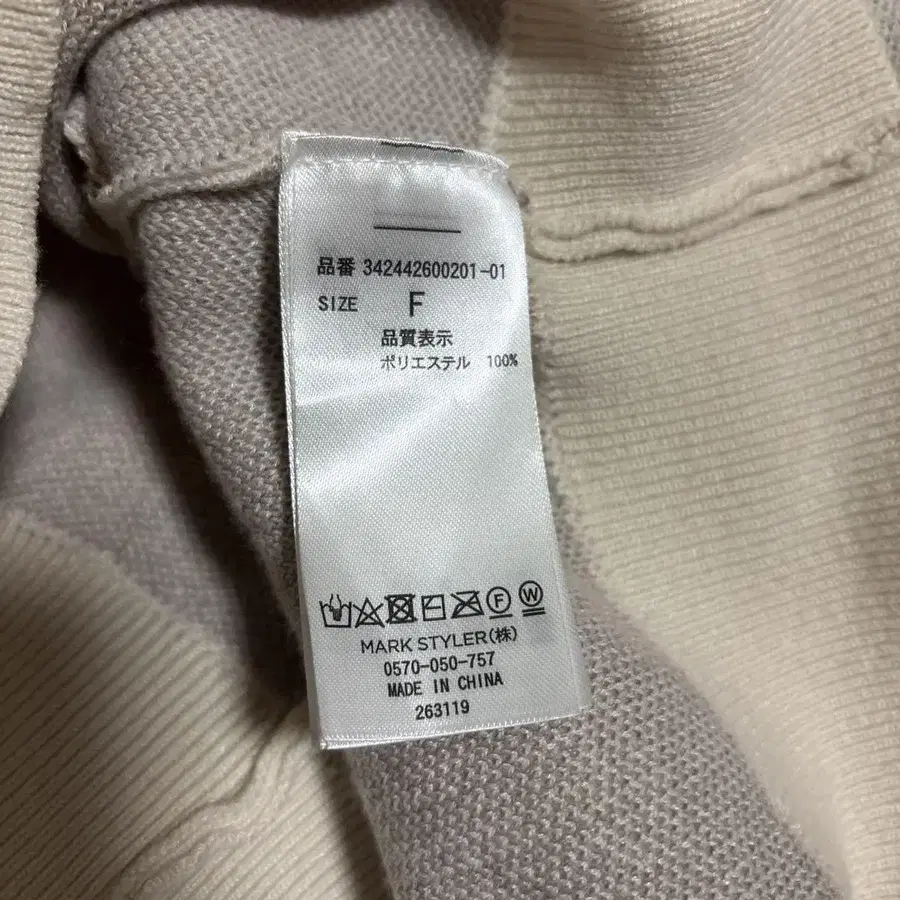 品番 342442600201-01
SIZE F
品質表示
ポリエステル 100%
F W
MARK STYLER(株)
0570-050-757
MADE IN CHINA
263119